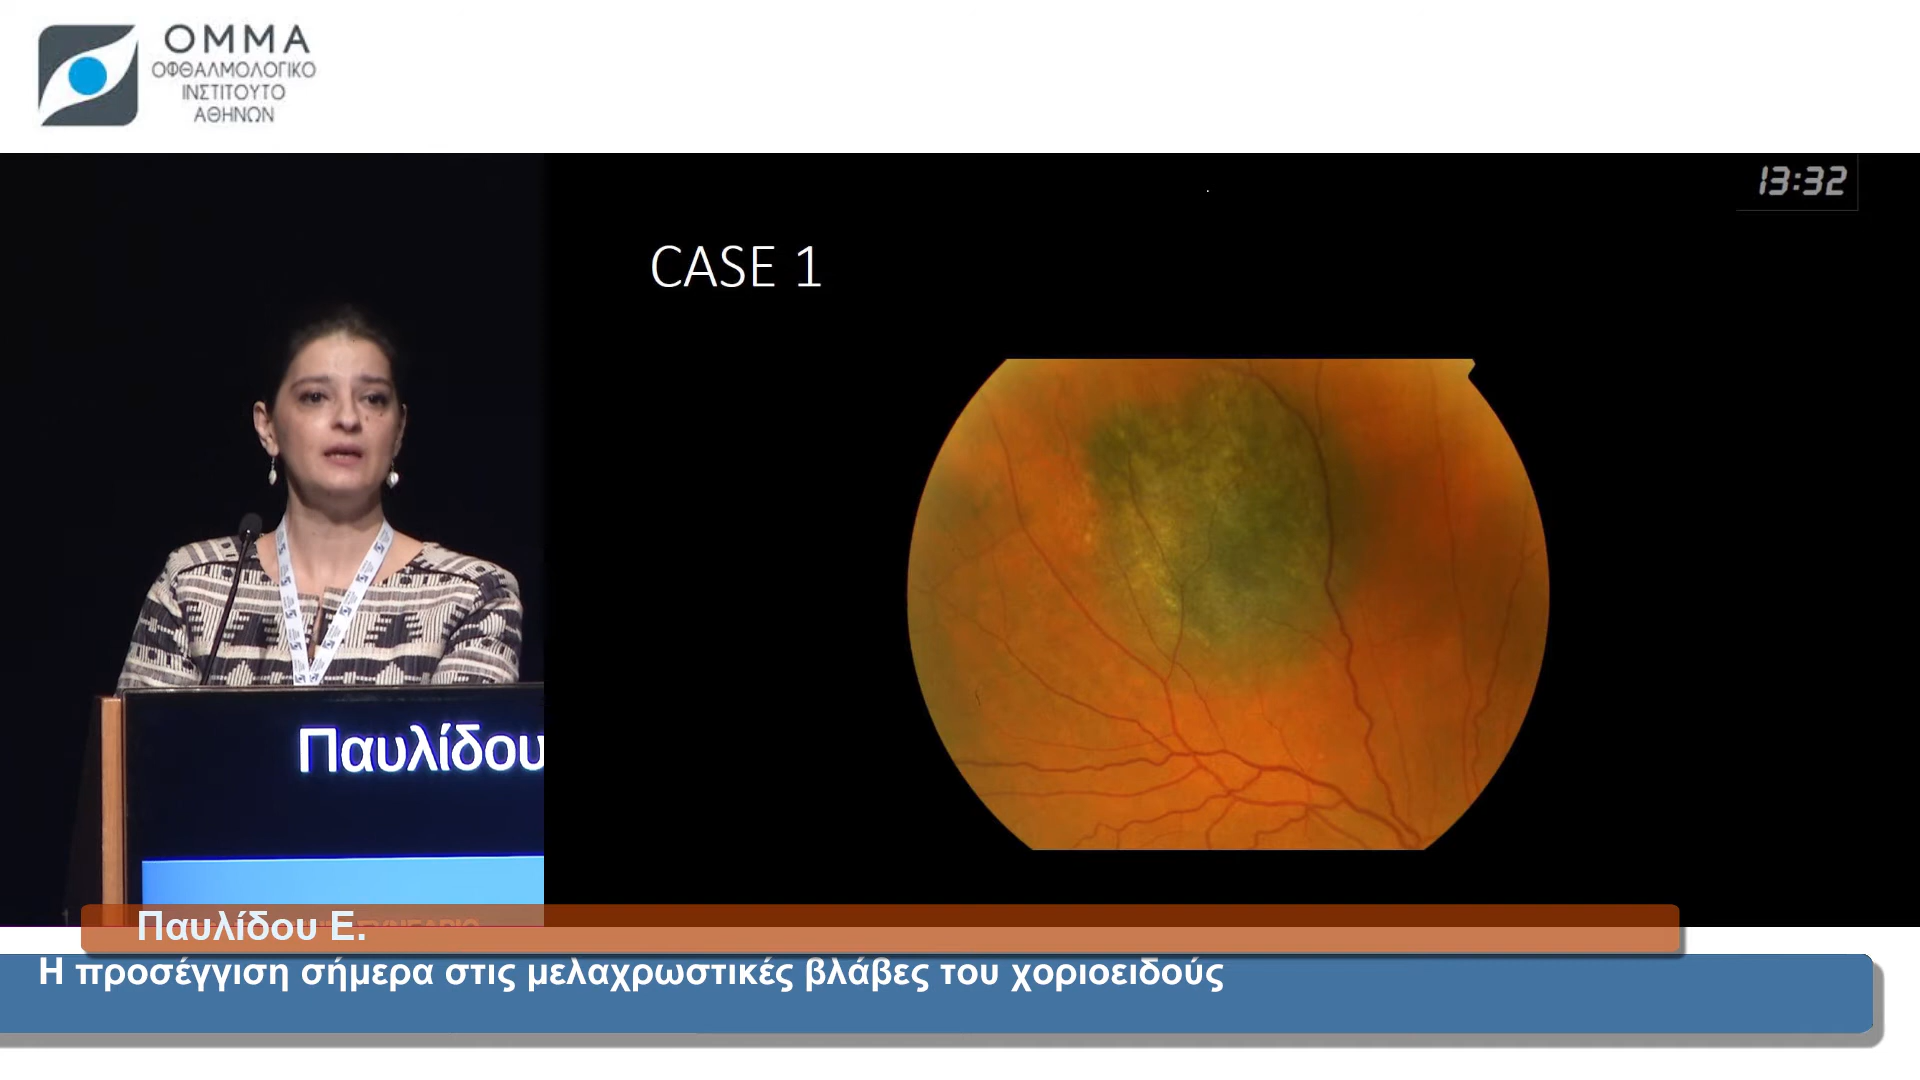 OMMA
ΟΦΘΑΛΜΟΛΟΓΙΚΟ
ΙΝΣΤΙΤΟΥΤΟ
ΑΘΗΝΩΝ
13:32
CASE 1
Παυλίδου
Παυλίδου Ε.
Η προσέγγιση σήμερα στις μελαχρωστικές βλάβες του χοριοειδούς